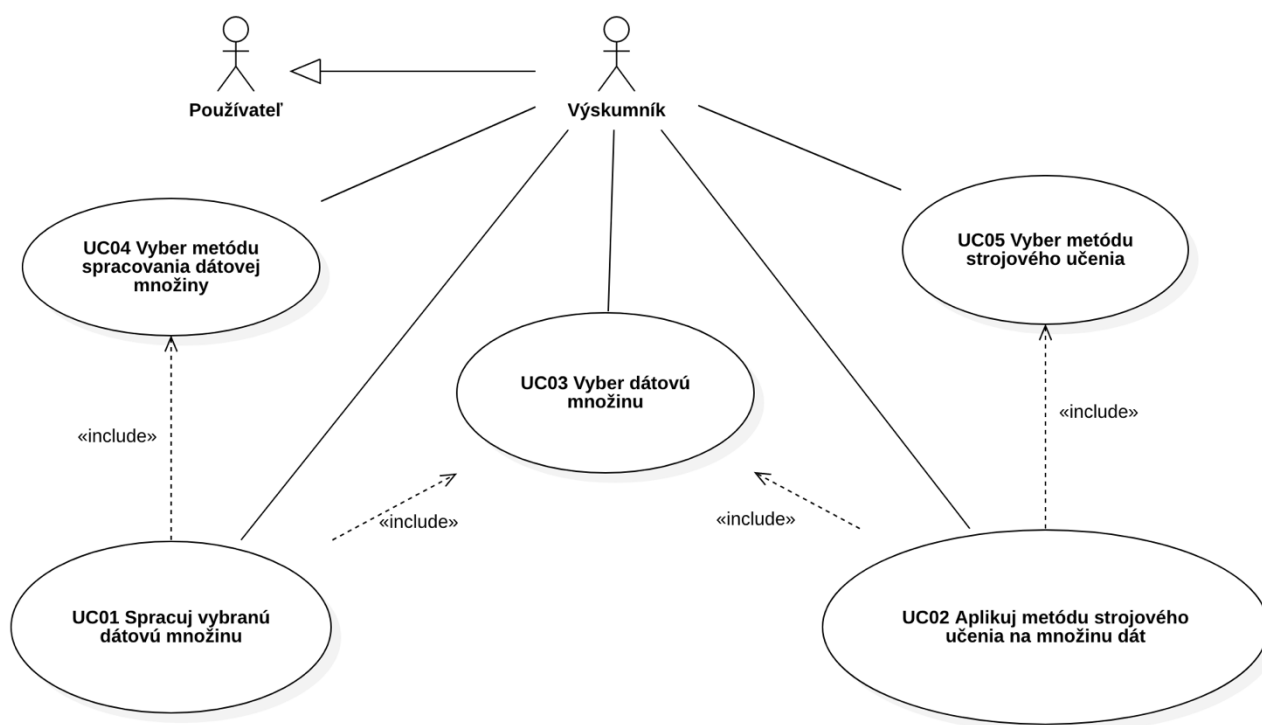 Používateľ
Výskumník
UC04 Vyber metódu
spracovania dátovej
množiny
UC05 Vyber metódu
strojového učenia
UC03 Vyber dátovú
množinu
«include»
«include»
«include»
«include»
UC01 Spracuj vybranú
dátovú množinu
UC02 Aplikuj metódu strojového
učenia na množinu dát